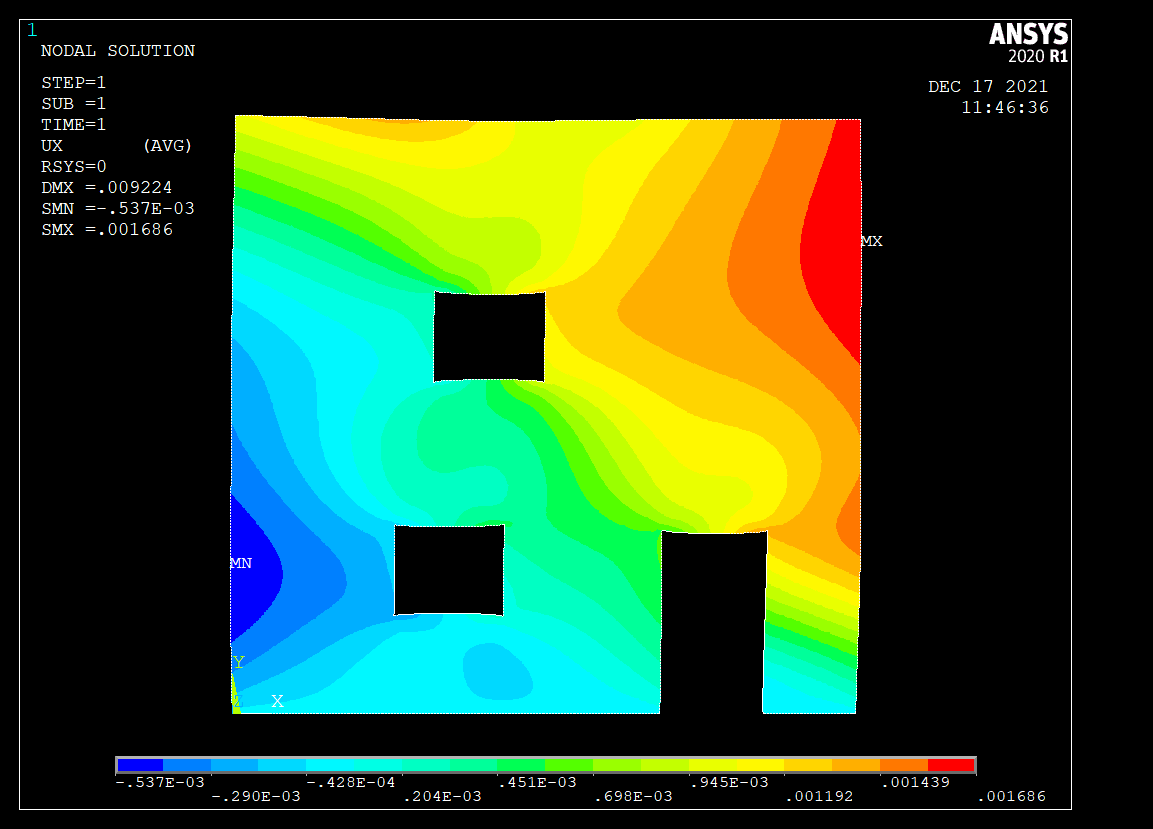 1
NODAL SOLUTION
STEP=1
SUB =1
TIME=1
UX (AVG)
RSYS=0
DMX =.009224
SMN =-.537E-03
SMX =.001686
ANSYS
2020 R1
DEC 17 2021
11:46:36
MX
MN
Y
Z X
-.537E-03 -.428E-04 .451E-03 .945E-03 .001439
-.290E-03 .204E-03 .698E-03 .001192 .001686